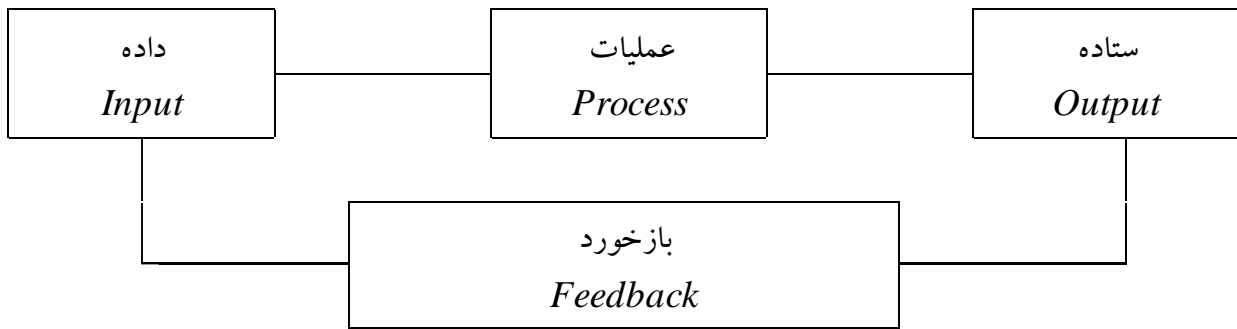 داده
Input
عملیات
Process
ستاده
Output
بازخورد
Feedback